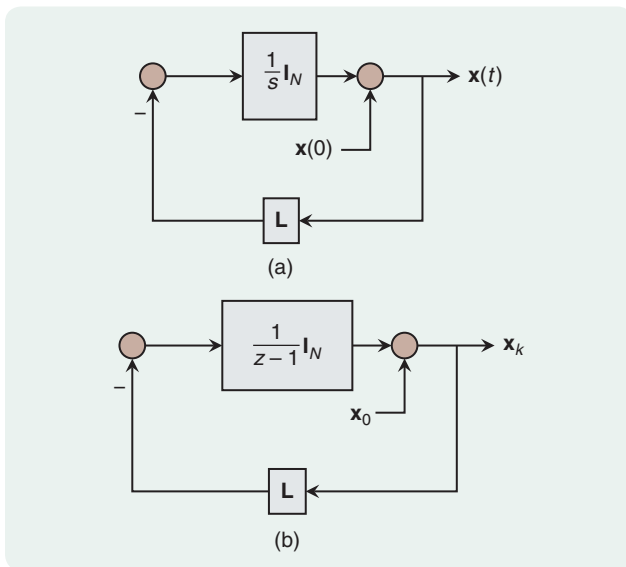 1/s I_N
x(t)
–
x(0)
L
(a)
1/(z – 1) I_N
x_k
–
x_0
L
(b)